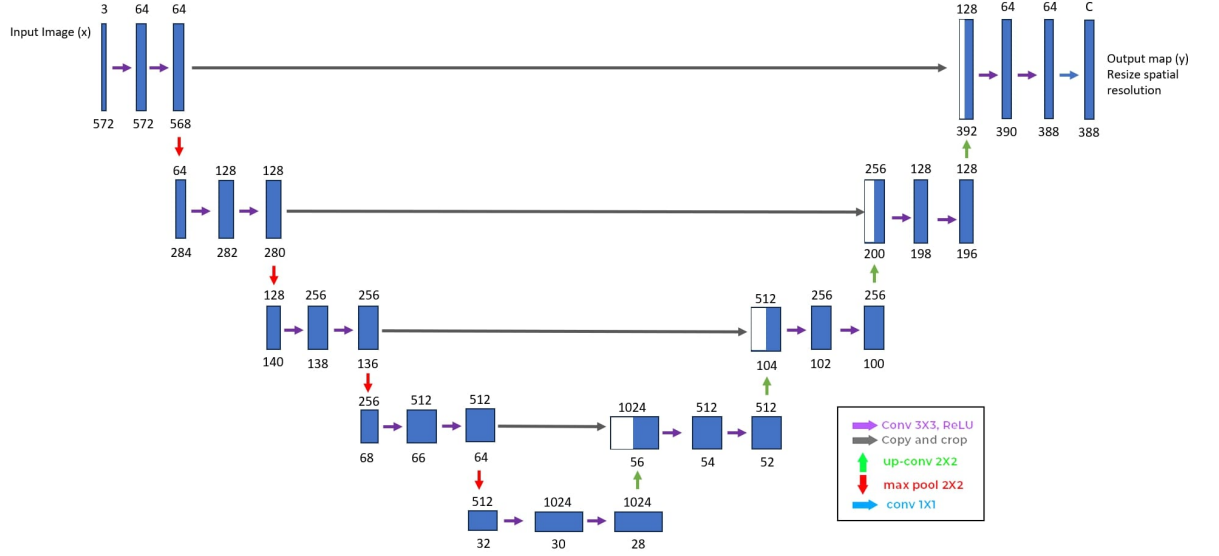 3 64 64
Input Image (x)
572 572 568
128 64 64 C
Output map (y)
Resize spatial
resolution
392 390 388 388
64 128 128
284 282 280
256 128 128
200 198 196
128 256 256
140 138 136
512 256 256
104 102 100
256 512 512
68 66 64
1024 512 512
56 54 52
512 1024 1024
32 30 28
Conv 3X3, ReLU
Copy and crop
up-conv 2X2
max pool 2X2
conv 1X1